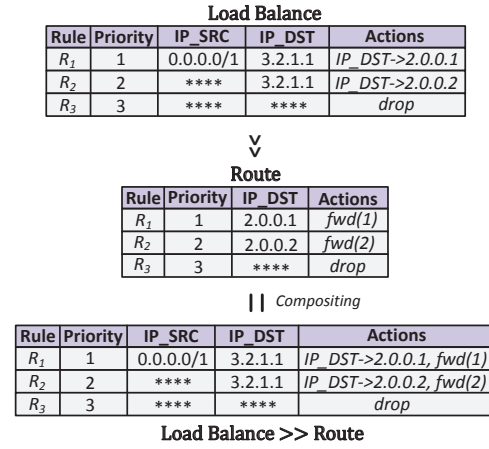 Load Balance
Rule Priority IP_SRC IP_DST Actions
R1 1 0.0.0.0/1 3.2.1.1 IP_DST->2.0.0.1
R2 2 **** 3.2.1.1 IP_DST->2.0.0.2
R3 3 **** **** drop
>>
Route
Rule Priority IP_DST Actions
R1 1 2.0.0.1 fwd(1)
R2 2 2.0.0.2 fwd(2)
R3 3 **** drop
|| Compositing
Rule Priority IP_SRC IP_DST Actions
R1 1 0.0.0.0/1 3.2.1.1 IP_DST->2.0.0.1, fwd(1)
R2 2 **** 3.2.1.1 IP_DST->2.0.0.2, fwd(2)
R3 3 **** **** drop
Load Balance >> Route